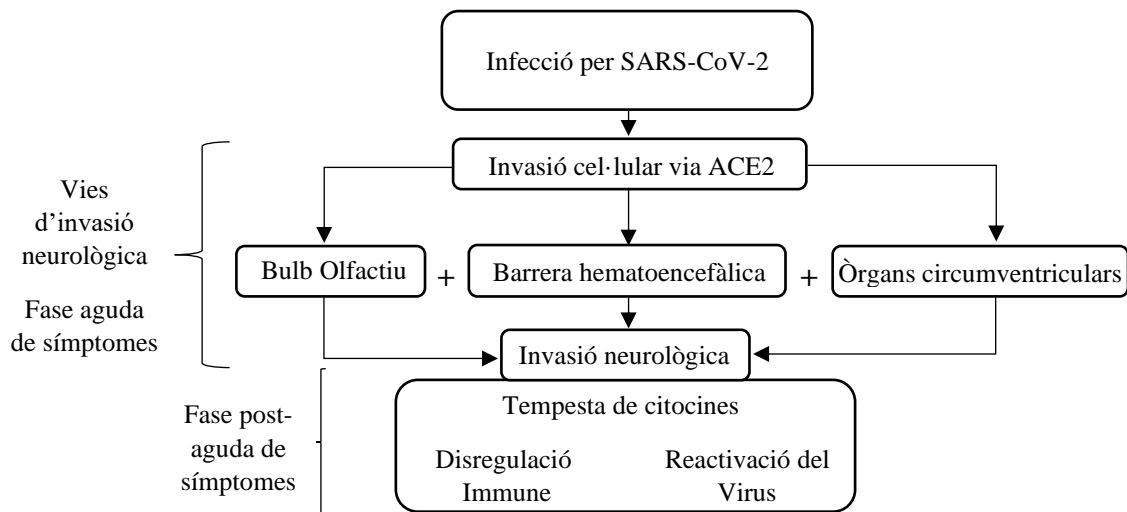 Infecció per SARS-CoV-2
Invasió cel·lular via ACE2
Vies
d’invasió
neurològica
Fase aguda
de símptomes
Bulb Olfactiu
+
Barrera hematoencefàlica
+
Òrgans circumventriculars
Invasió neurològica
Fase post-
aguda de
símptomes
Tempesta de citocines
Disregulació
Immune
Reactivació del
Virus